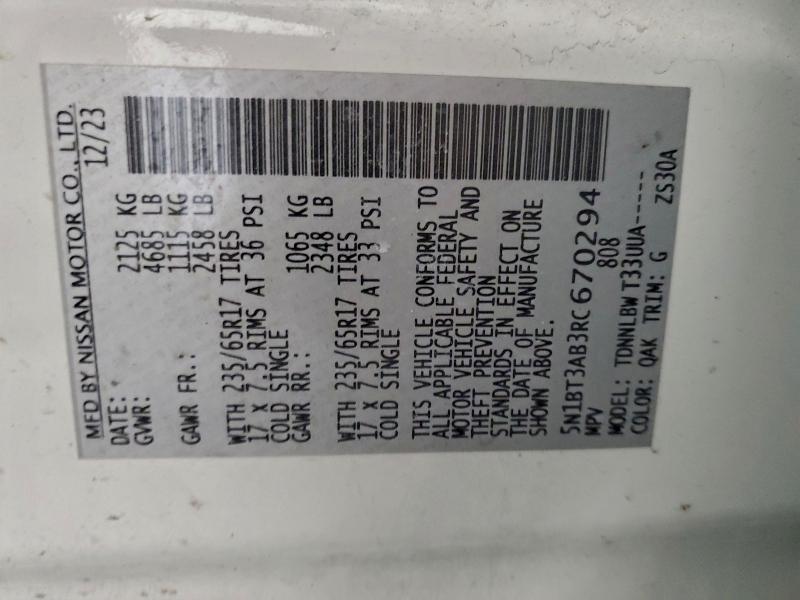 MFD BY NISSAN MOTOR CO., LTD.
DATE: 12/23
GVWR: 2125 KG
4685 LB
GAWR FR.: 1115 KG
2458 LB
WITH 235/65R17 TIRES
17 X 7.5 RIMS AT 36 PSI
COLD SINGLE
GAWR RR.: 1065 KG
2348 LB
WITH 235/65R17 TIRES
17 X 7.5 RIMS AT 33 PSI
COLD SINGLE
THIS VEHICLE CONFORMS TO
ALL APPLICABLE FEDERAL
MOTOR VEHICLE SAFETY AND
THEFT PREVENTION
STANDARDS IN EFFECT ON
THE DATE OF MANUFACTURE
SHOWN ABOVE:
5N1BT3AB3RC670294
MPV 808
MODEL: TDNNLBW T33UUA-----
COLOR: QAK TRIM: G ZS30A